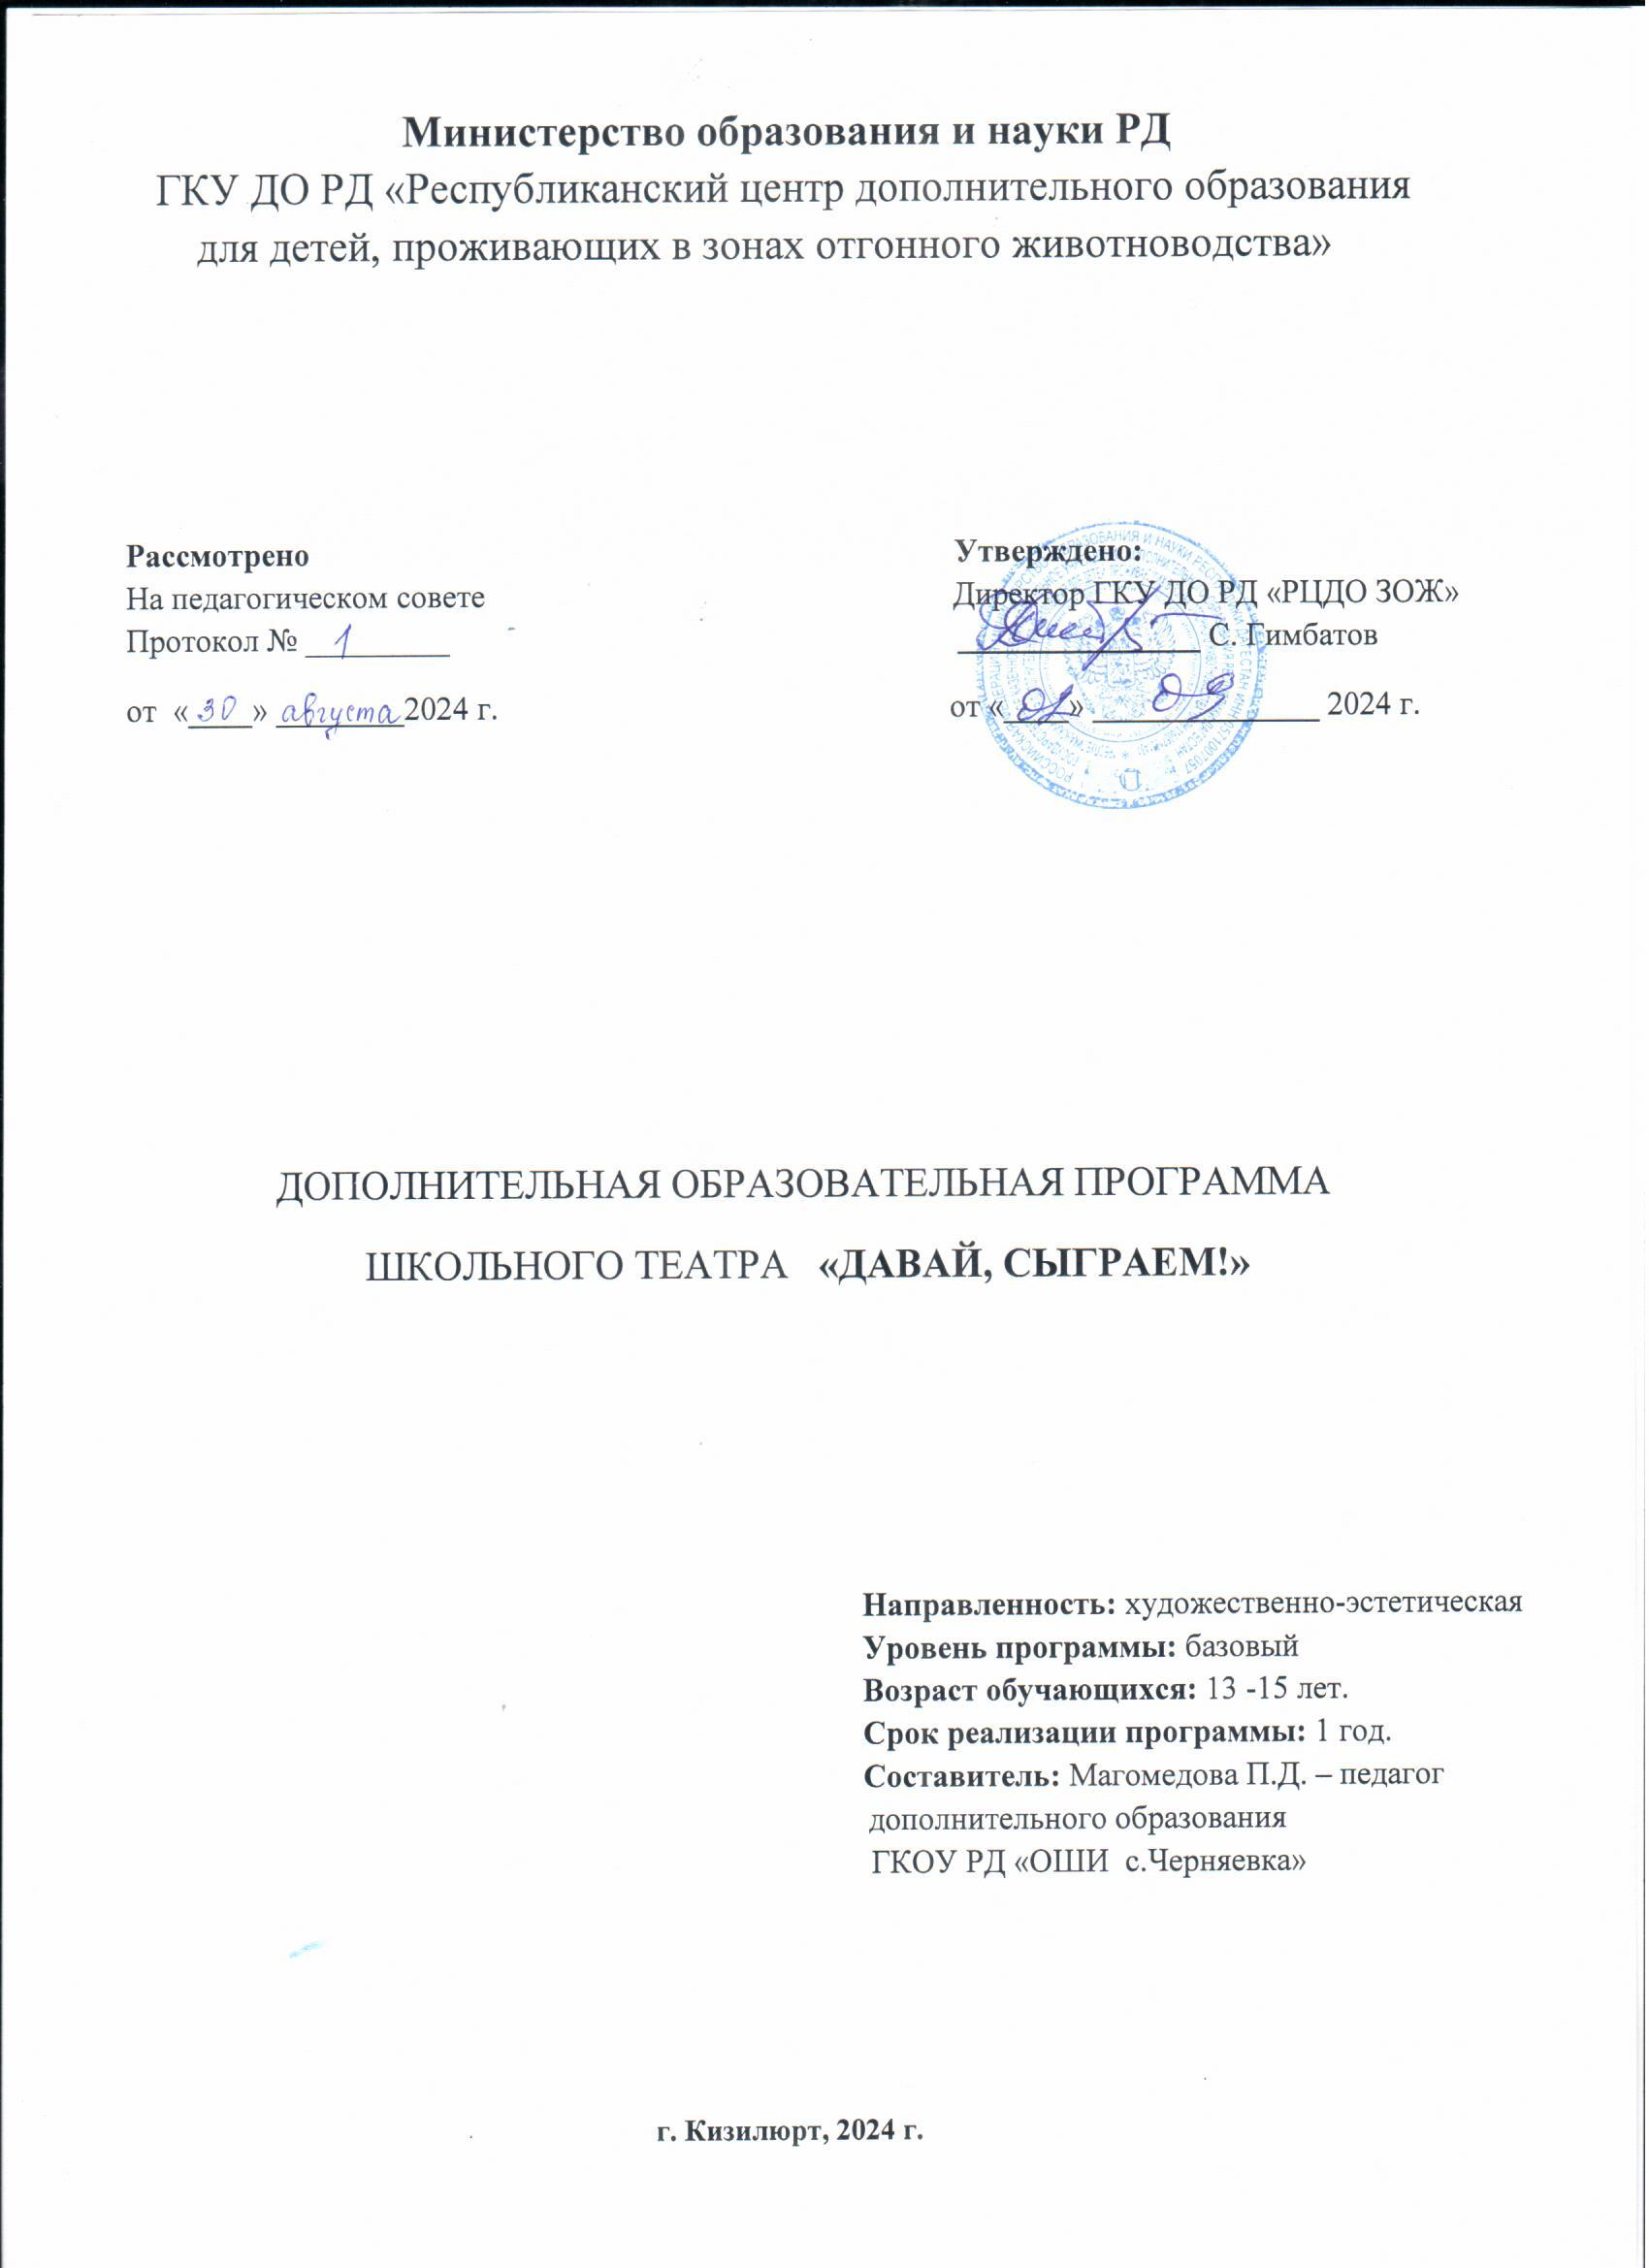 Министерство образования и науки РД
ГКУ ДО РД «Республиканский центр дополнительного образования
для детей, проживающих в зонах отгонного животноводства»
Рассмотрено
На педагогическом совете
Протокол № 1
от «30» августа 2024 г.
Утверждено:
Директор ГКУ ДО РД «РЦДО ЗОЖ»
С. Гимбатов
от « » 09 2024 г.
ДОПОЛНИТЕЛЬНАЯ ОБРАЗОВАТЕЛЬНАЯ ПРОГРАММА
ШКОЛЬНОГО ТЕАТРА «ДАВАЙ, СЫГРАЕМ!»
Направленность: художественно-эстетическая
Уровень программы: базовый
Возраст обучающихся: 13 -15 лет.
Срок реализации программы: 1 год.
Составитель: Магомедова П.Д. – педагог
дополнительного образования
ГКОУ РД «ОШИ с.Черняевка»
г. Кизилюрт, 2024 г.